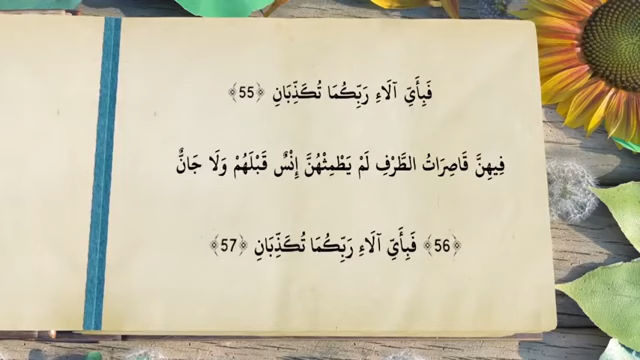 فَبِأَيِّ آلَاءِ رَبِّكُمَا تُكَذِّبَانِ ﴿55﴾
فِيهِنَّ قَاصِرَاتُ الطَّرْفِ لَمْ يَطْمِثْهُنَّ إِنْسٌ قَبْلَهُمْ وَلَا جَانٌّ
﴿56﴾ فَبِأَيِّ آلَاءِ رَبِّكُمَا تُكَذِّبَانِ ﴿57﴾